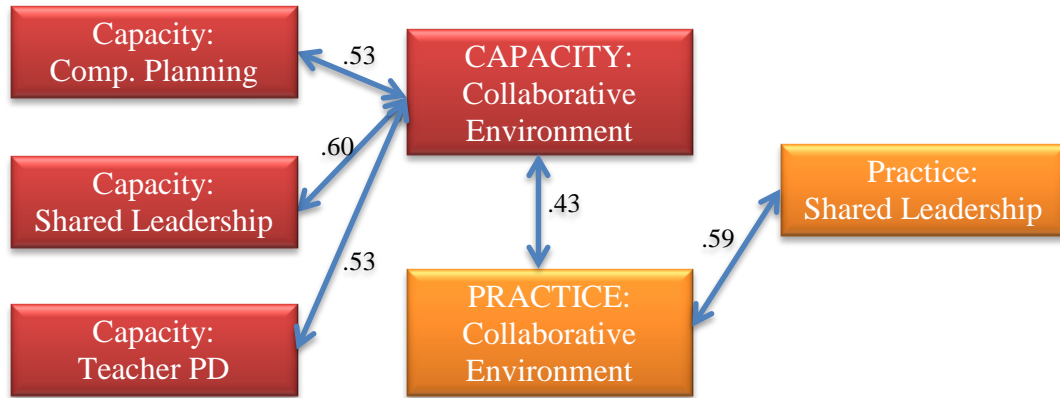 Capacity:
Comp. Planning
.53
CAPACITY:
Collaborative
Environment
.60
Capacity:
Shared Leadership
.43
Practice:
Shared Leadership
.59
.53
PRACTICE:
Collaborative
Environment
Capacity:
Teacher PD